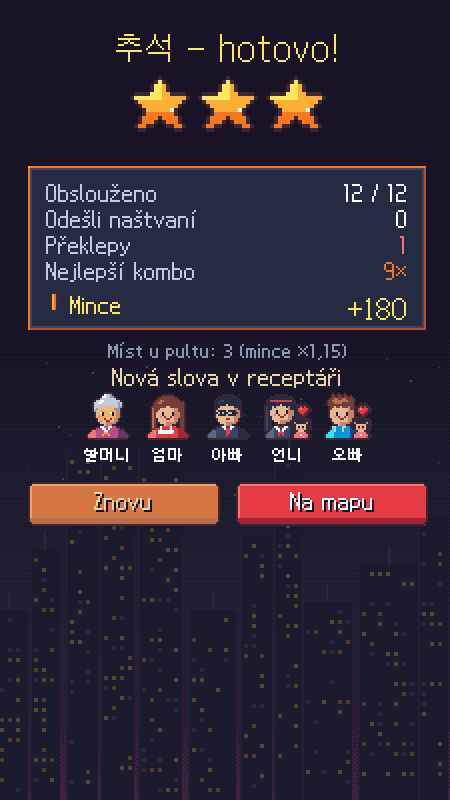 추석 – hotovo!
Obslouženo 12 / 12
Odešli naštvaní 0
Překlepy 1
Nejlepší kombo 9×
Mince +180
Míst u pultu: 3 (mince ×1,15)
Nová slova v receptáři
할머니 엄마 아빠 언니 오빠
Znovu Na mapu